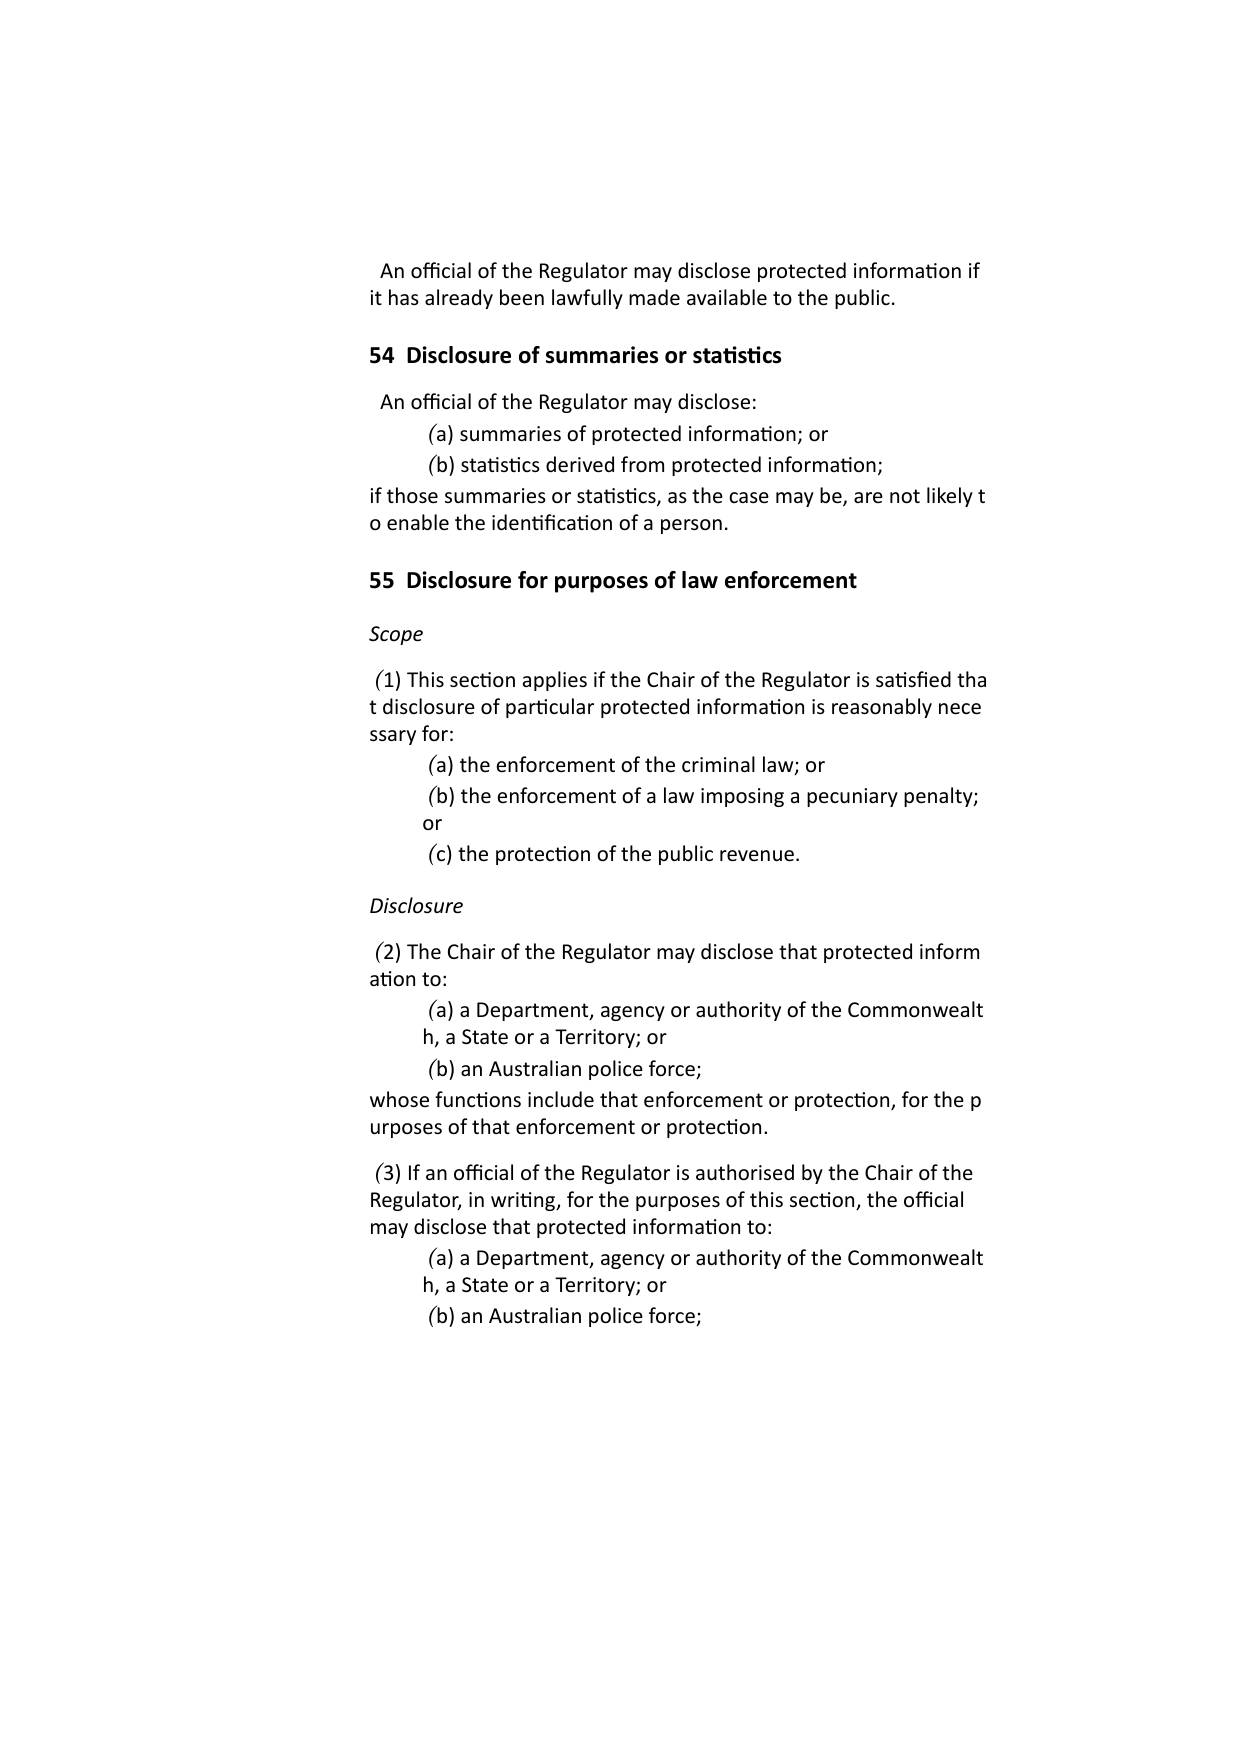 An official of the Regulator may disclose protected information if
it has already been lawfully made available to the public.
54 Disclosure of summaries or statistics
An official of the Regulator may disclose:
(a) summaries of protected information; or
(b) statistics derived from protected information;
if those summaries or statistics, as the case may be, are not likely t
o enable the identification of a person.
55 Disclosure for purposes of law enforcement
Scope
(1) This section applies if the Chair of the Regulator is satisfied tha
t disclosure of particular protected information is reasonably nece
ssary for:
(a) the enforcement of the criminal law; or
(b) the enforcement of a law imposing a pecuniary penalty;
or
(c) the protection of the public revenue.
Disclosure
(2) The Chair of the Regulator may disclose that protected inform
ation to:
(a) a Department, agency or authority of the Commonwealt
h, a State or a Territory; or
(b) an Australian police force;
whose functions include that enforcement or protection, for the p
urposes of that enforcement or protection.
(3) If an official of the Regulator is authorised by the Chair of the
Regulator, in writing, for the purposes of this section, the official
may disclose that protected information to:
(a) a Department, agency or authority of the Commonwealt
h, a State or a Territory; or
(b) an Australian police force;